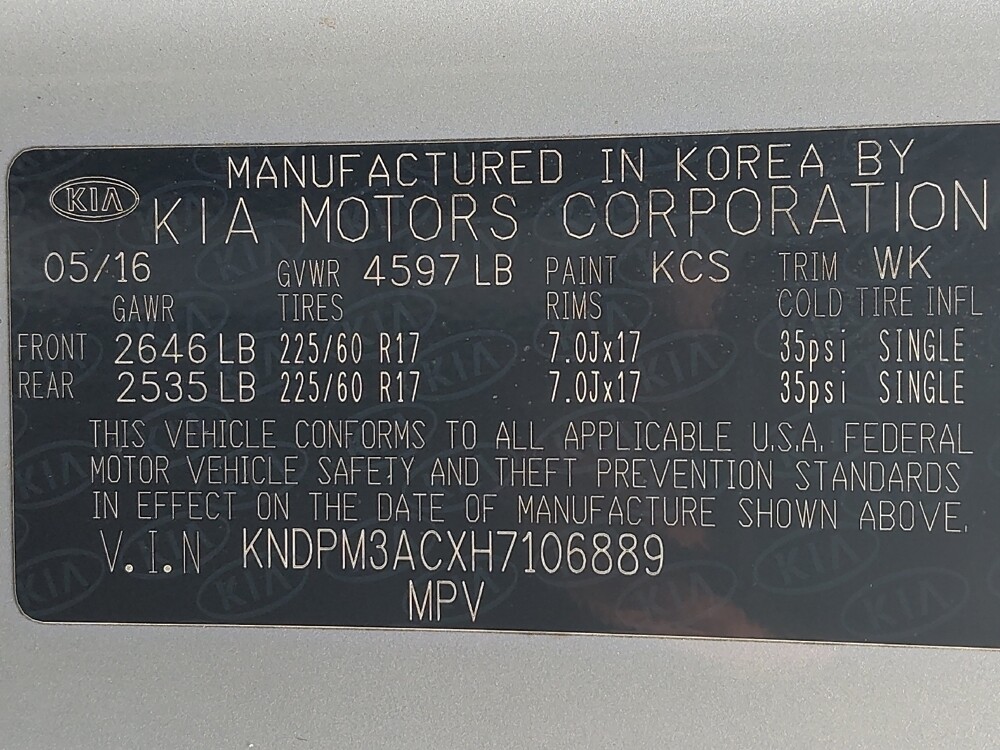 MANUFACTURED IN KOREA BY
KIA
KIA MOTORS CORPORATION
05/16 GVWR 4597 LB PAINT KCS TRIM WK
GAWR TIRES RIMS COLD TIRE INFL
FRONT 2646 LB 225/60 R17 7.0Jx17 35psi SINGLE
REAR 2535 LB 225/60 R17 7.0Jx17 35psi SINGLE
THIS VEHICLE CONFORMS TO ALL APPLICABLE U.S.A. FEDERAL
MOTOR VEHICLE SAFETY AND THEFT PREVENTION STANDARDS
IN EFFECT ON THE DATE OF MANUFACTURE SHOWN ABOVE.
V.I.N KNDPM3ACXH7106889
MPV